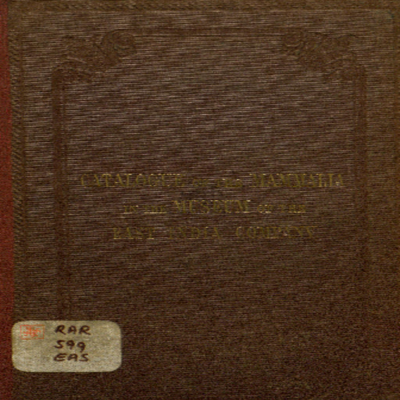 CATALOGUE OF THE MAMMALIA
IN THE MUSEUM OF THE
EAST INDIA COMPANY
RAR
599
EAS